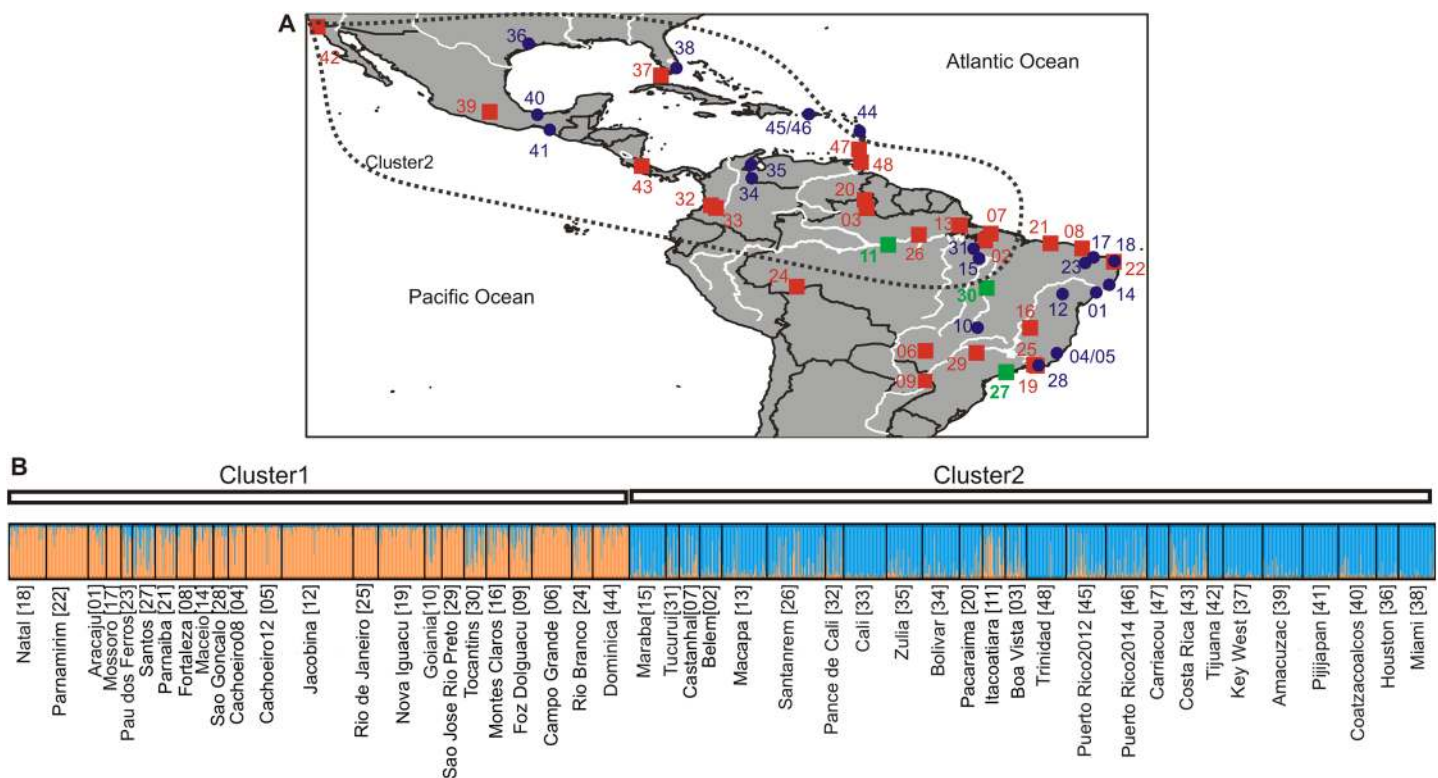 A
Atlantic Ocean
Pacific Ocean
Cluster2
42
36
38
37
39
40
41
43
45/46
44
47
48
35
34
32
33
20
03
13
07
11
26
31
02
15
21
08
17
18.
23
22
24
30
12
01
14
10
16
06
29
25
04/05
09
27
19
28
B
Cluster1
Cluster2
Natal [18]
Parnamirim [22]
Aracaju[01]
Mossoro [17]
Pau dos Ferros[23]
Santos [27]
Parnaiba [21]
Fortaleza [08]
Maceio [14]
Sao Goncalo [28]
Cachoeiro08 [04]
Cachoeiro12 [05]
Jacobina [12]
Rio de Janeiro [25]
Nova Iguacu [19]
Goiania[10]
Sao Jose Rio Preto [29]
Tocantins [30]
Montes Claros [16]
Foz Dolguacu [09]
Campo Grande [06]
Rio Branco [24]
Dominica [44]
Maraba [15]
Tucurui[31]
Castanhal[07]
Belem[02]
Macapa [13]
Santanrem [26]
Pance de Cali [32]
Cali [33]
Zulia [35]
Bolivar [34]
Pacaraima [20]
Itacoatiara [11]
Boa Vista [03]
Trinidad [48]
Puerto Rico2012 [45]
Puerto Rico2014 [46]
Carriacou [47]
Costa Rica [43]
Tijuana [42]
Key West [37]
Amacuzac [39]
Pijijapan [41]
Coatzacoalcos [40]
Houston [36]
Miami [38]